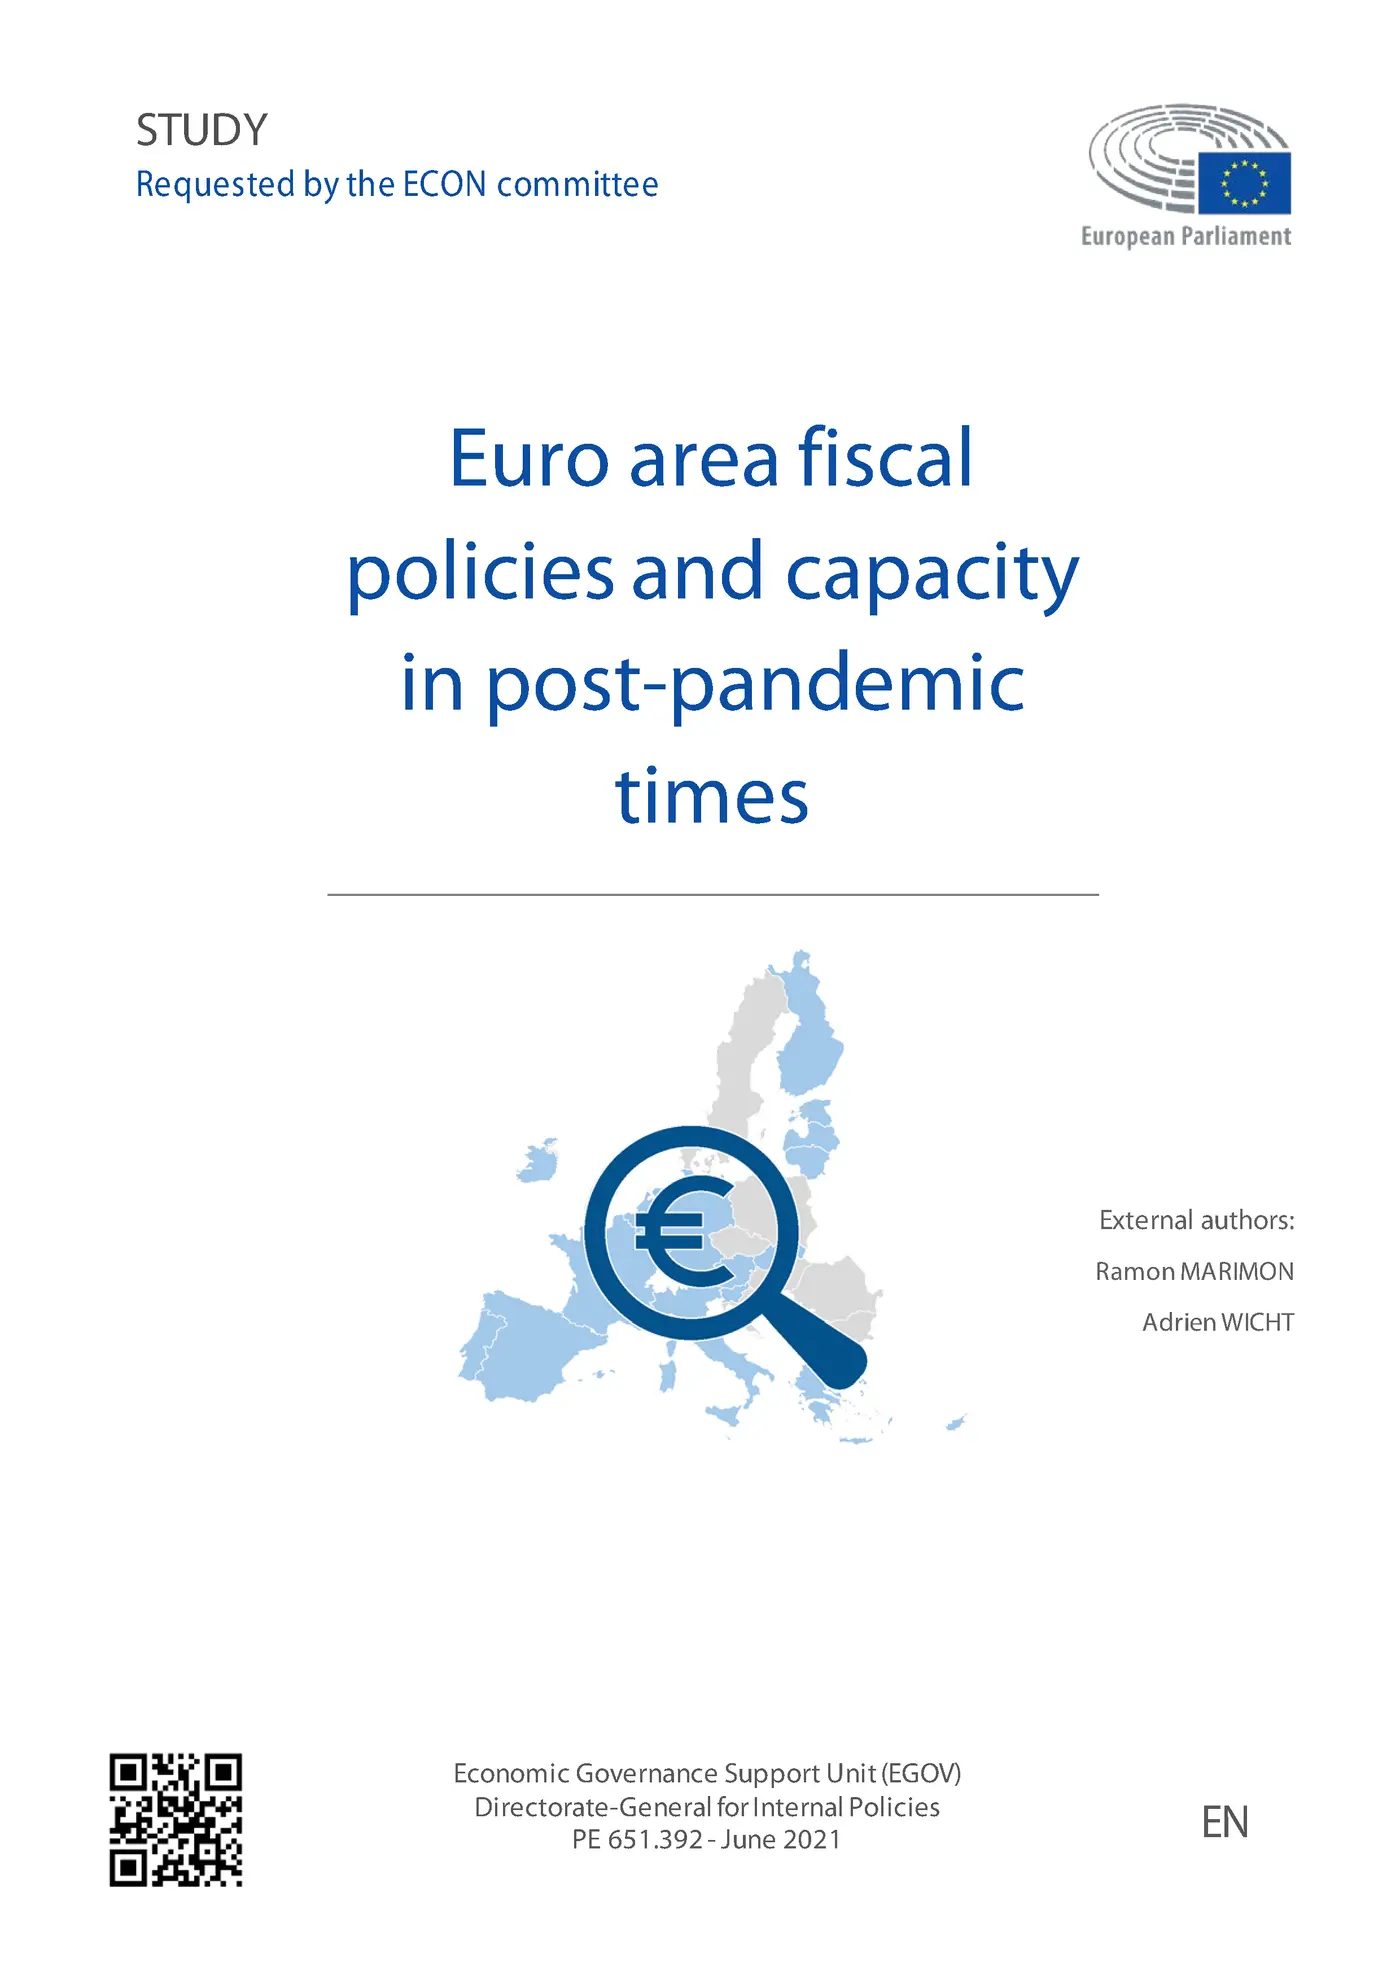 STUDY
Requested by the ECON committee
European Parliament
Euro area fiscal
policies and capacity
in post-pandemic
times
€
External authors:
Ramon MARIMON
Adrien WICHT
Economic Governance Support Unit (EGOV)
Directorate-General for Internal Policies
PE 651.392 - June 2021
EN